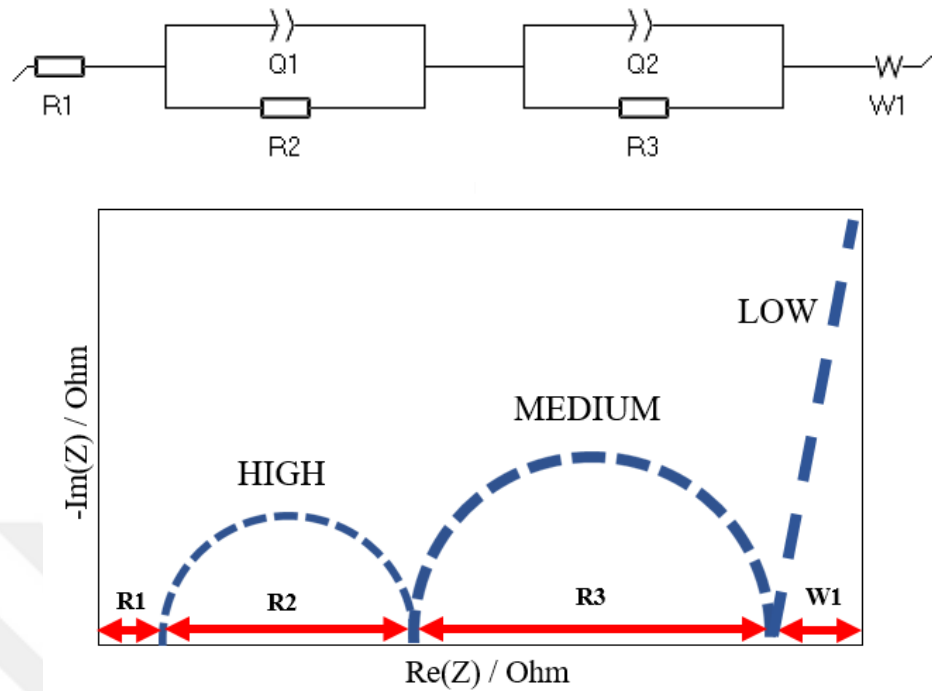 Q1
Q2
R1
W1
R2
R3
LOW
MEDIUM
HIGH
-Im(Z) / Ohm
R1
R2
R3
W1
Re(Z) / Ohm